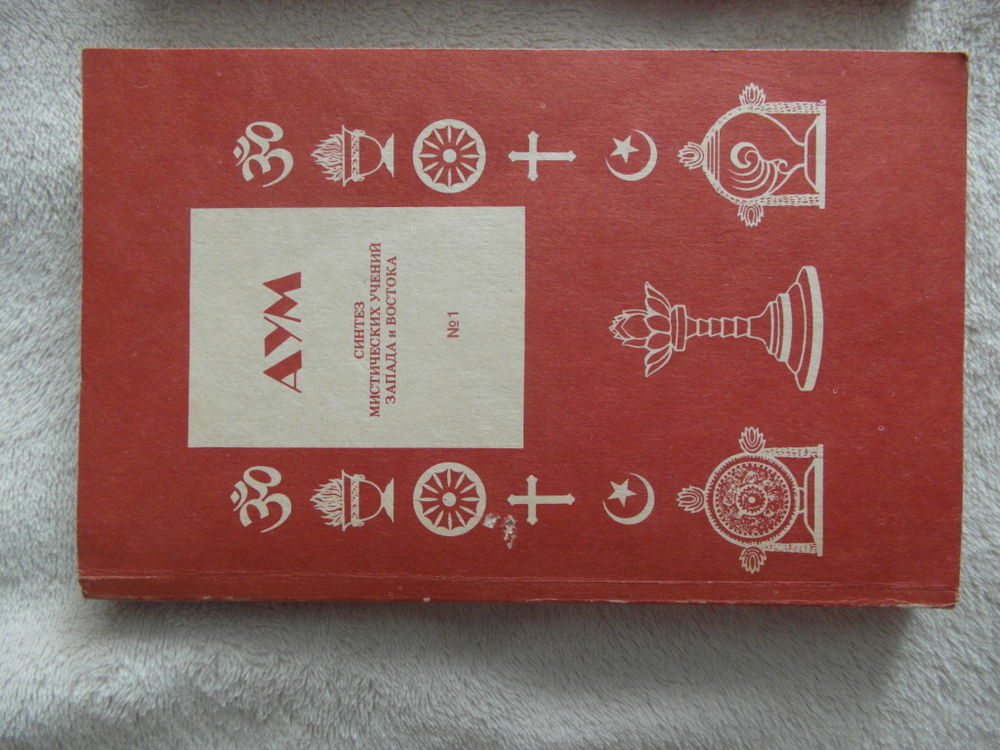 АУМ
СИНТЕЗ
МИСТИЧЕСКИХ УЧЕНИЙ
ЗАПАДА и ВОСТОКА
№1